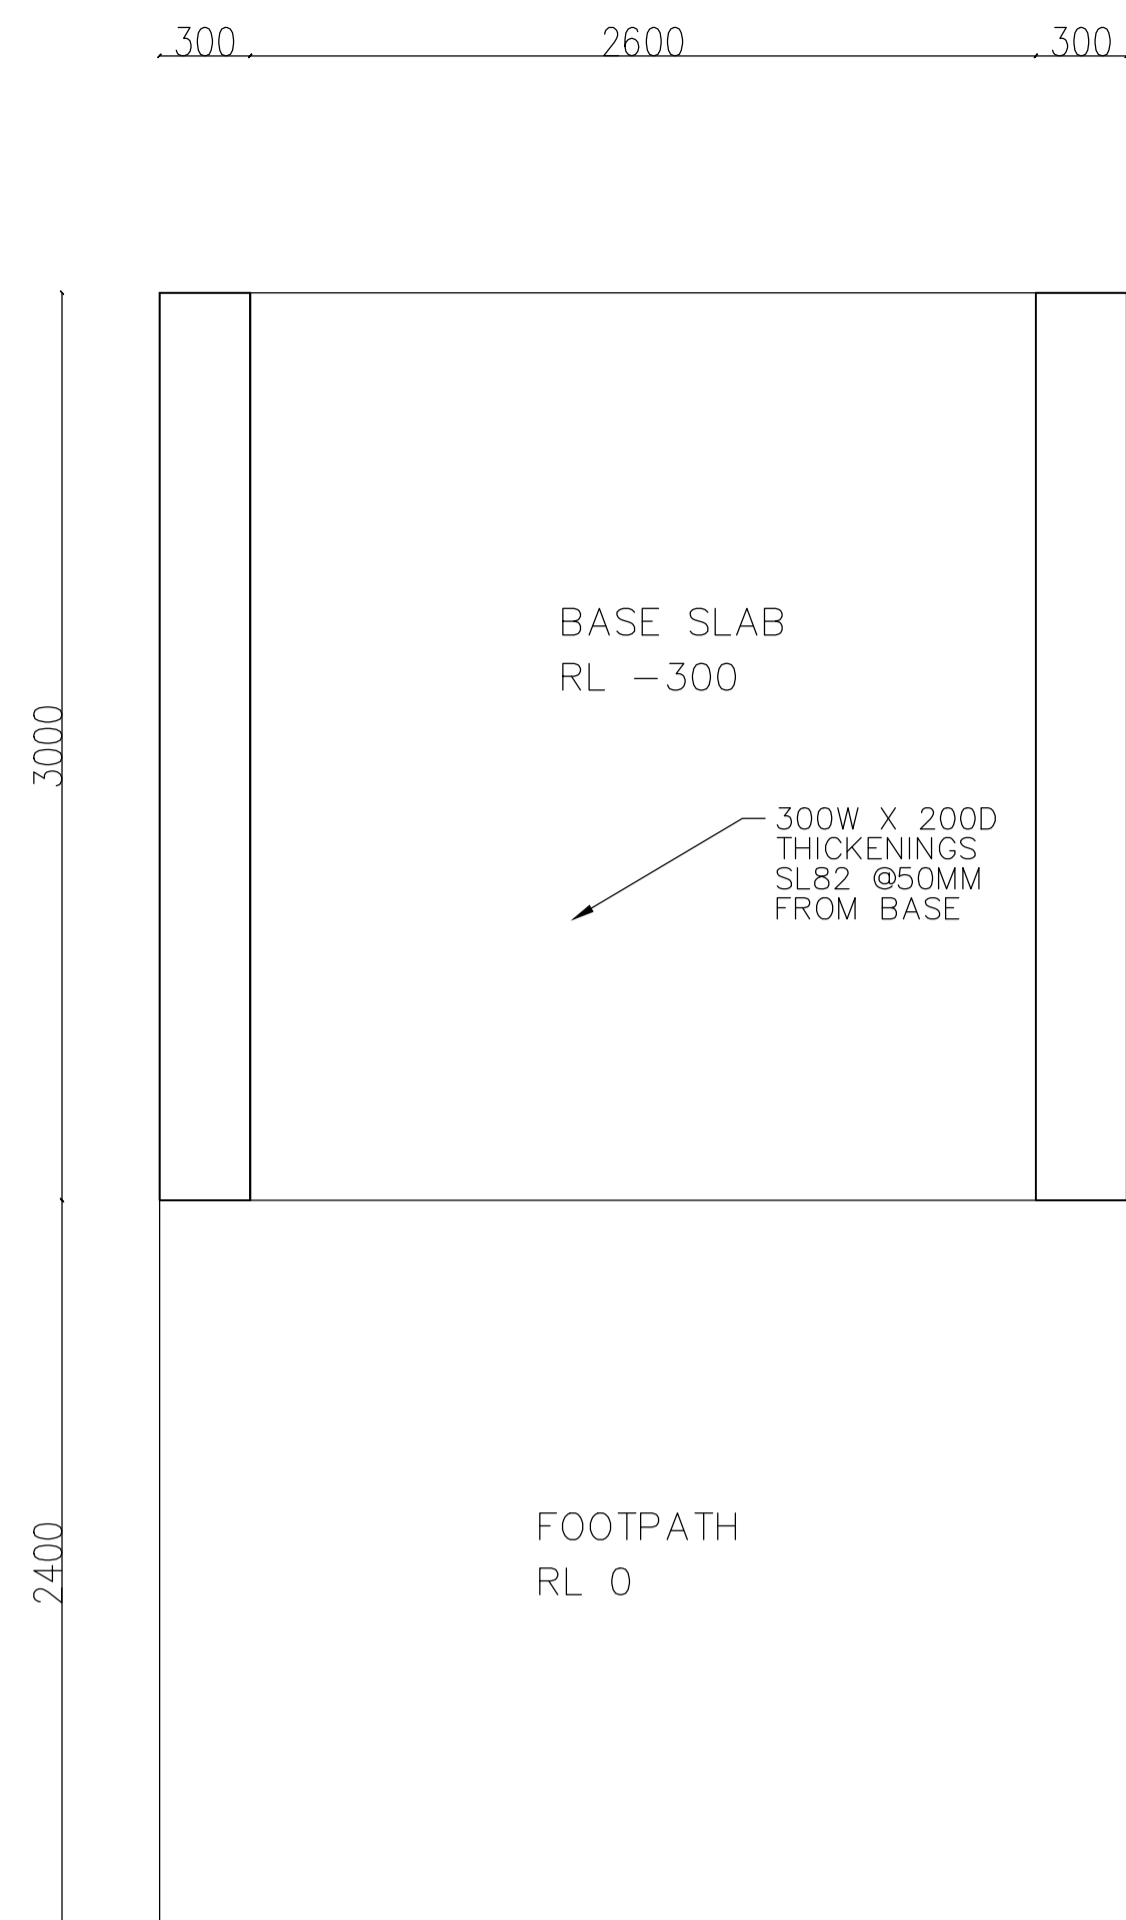 300
2600
300
3000
BASE SLAB
RL -300
300W X 200D
THICKENINGS
SL82 @50MM
FROM BASE
2400
FOOTPATH
RL 0